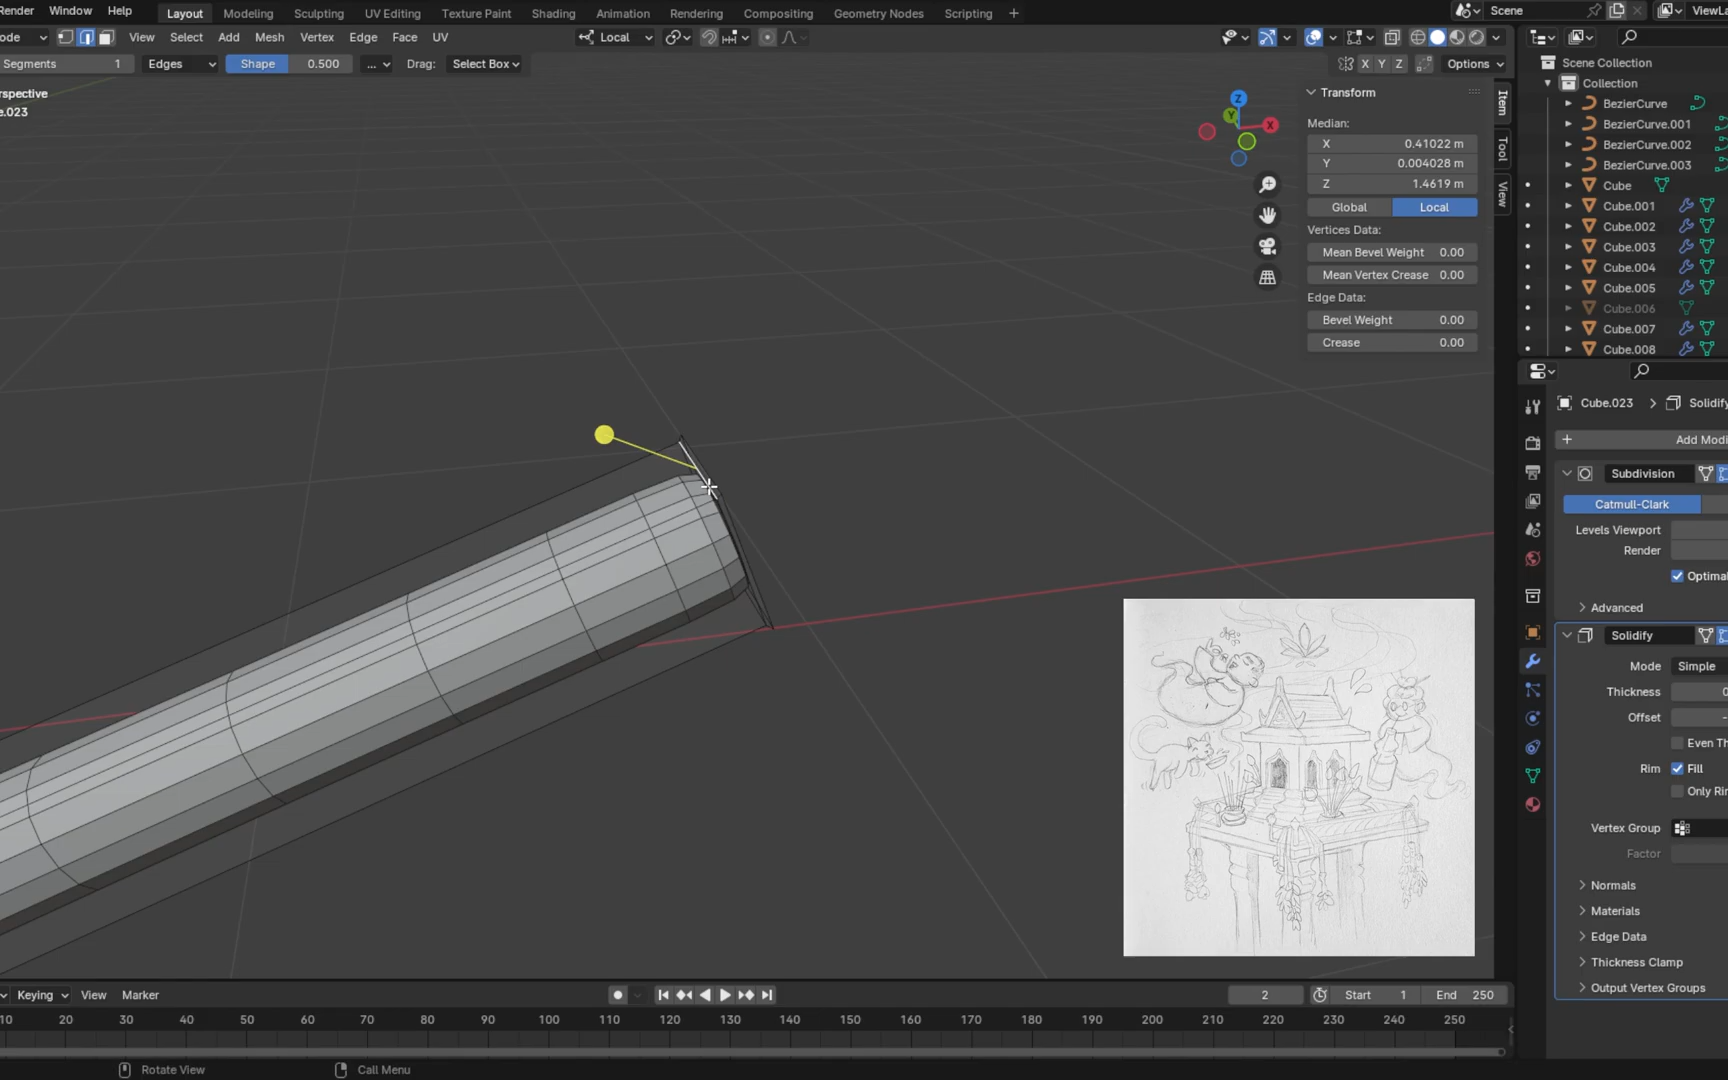 Render Window Help Layout Modeling Sculpting UV Editing Texture Paint Shading Animation Rendering Compositing Geometry Nodes Scripting + Scene ViewLa
ode View Select Add Mesh Vertex Edge Face UV Local
Segments 1 Edges Shape 0.500 ... Drag: Select Box X Y Z Options
rspective
e.023
Z
Y
X
Transform
Median:
X 0.41022 m
Y 0.004028 m
Z 1.4619 m
Global Local
Vertices Data:
Mean Bevel Weight 0.00
Mean Vertex Crease 0.00
Edge Data:
Bevel Weight 0.00
Crease 0.00
Item
Tool
View
Scene Collection
Collection
BezierCurve
BezierCurve.001
BezierCurve.002
BezierCurve.003
Cube
Cube.001
Cube.002
Cube.003
Cube.004
Cube.005
Cube.006
Cube.007
Cube.008
Cube.023 > Solidify
+ Add Modi
Subdivision
Catmull-Clark
Levels Viewport
Render
Optimal
Advanced
Solidify
Mode Simple
Thickness 0
Offset -
Even Th
Rim Fill
Only Rin
Vertex Group
Factor
Normals
Materials
Edge Data
Thickness Clamp
Output Vertex Groups
Keying View Marker 2 Start 1 End 250
10 20 30 40 50 60 70 80 90 100 110 120 130 140 150 160 170 180 190 200 210 220 230 240 250
Rotate View Call Menu